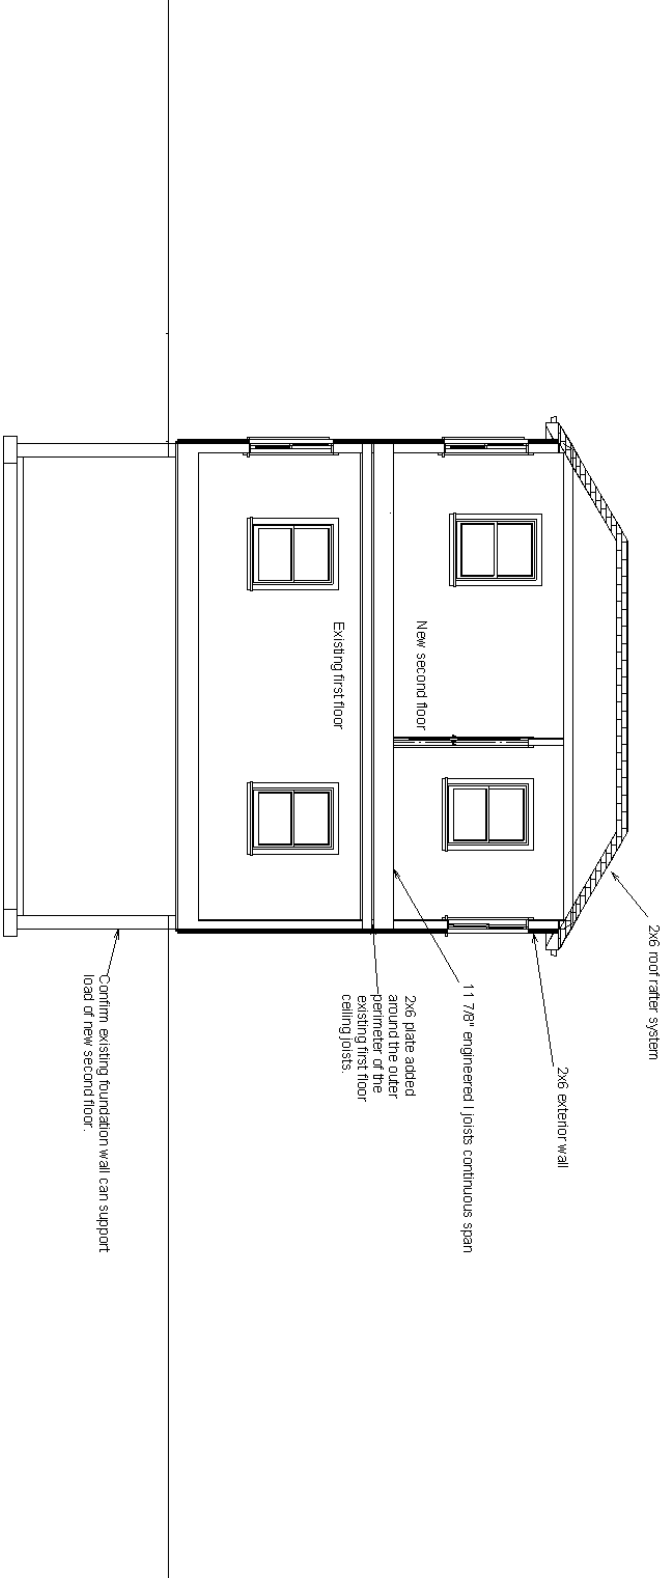 2x6 roof rafter system
2x6 exterior wall
11 7/8" engineered I joists continuous span
2x6 plate added
around the outer
perimeter of the
existing first floor
ceiling joists.
New second floor
Existing first floor
Confirm existing foundation wall can support
load of new second floor.